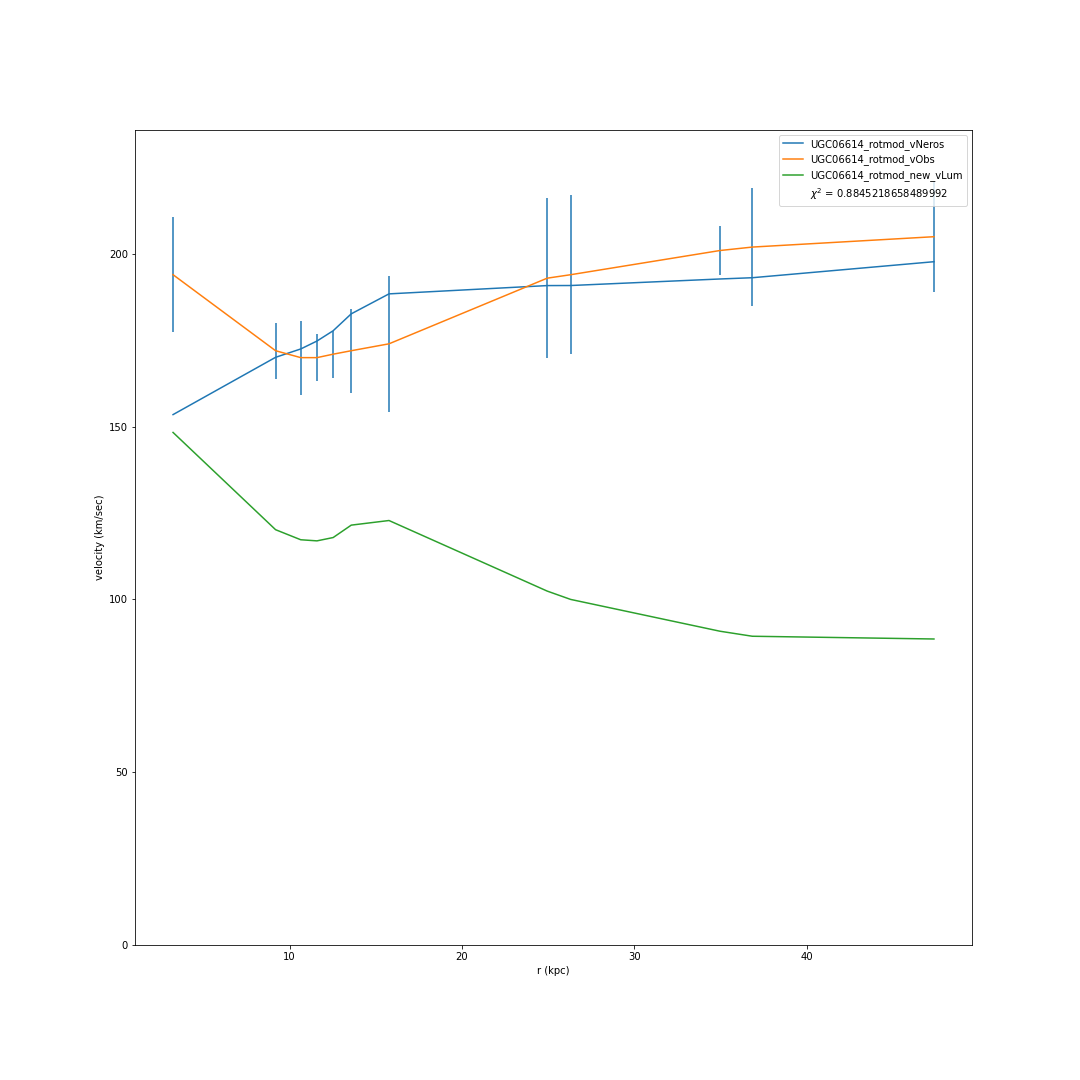 UGC06614_rotmod_vNeros
UGC06614_rotmod_vObs
UGC06614_rotmod_new_vLum
χ² = 0.8845218658489992
200
150
100
50
0
velocity (km/sec)
10 20 30 40
r (kpc)